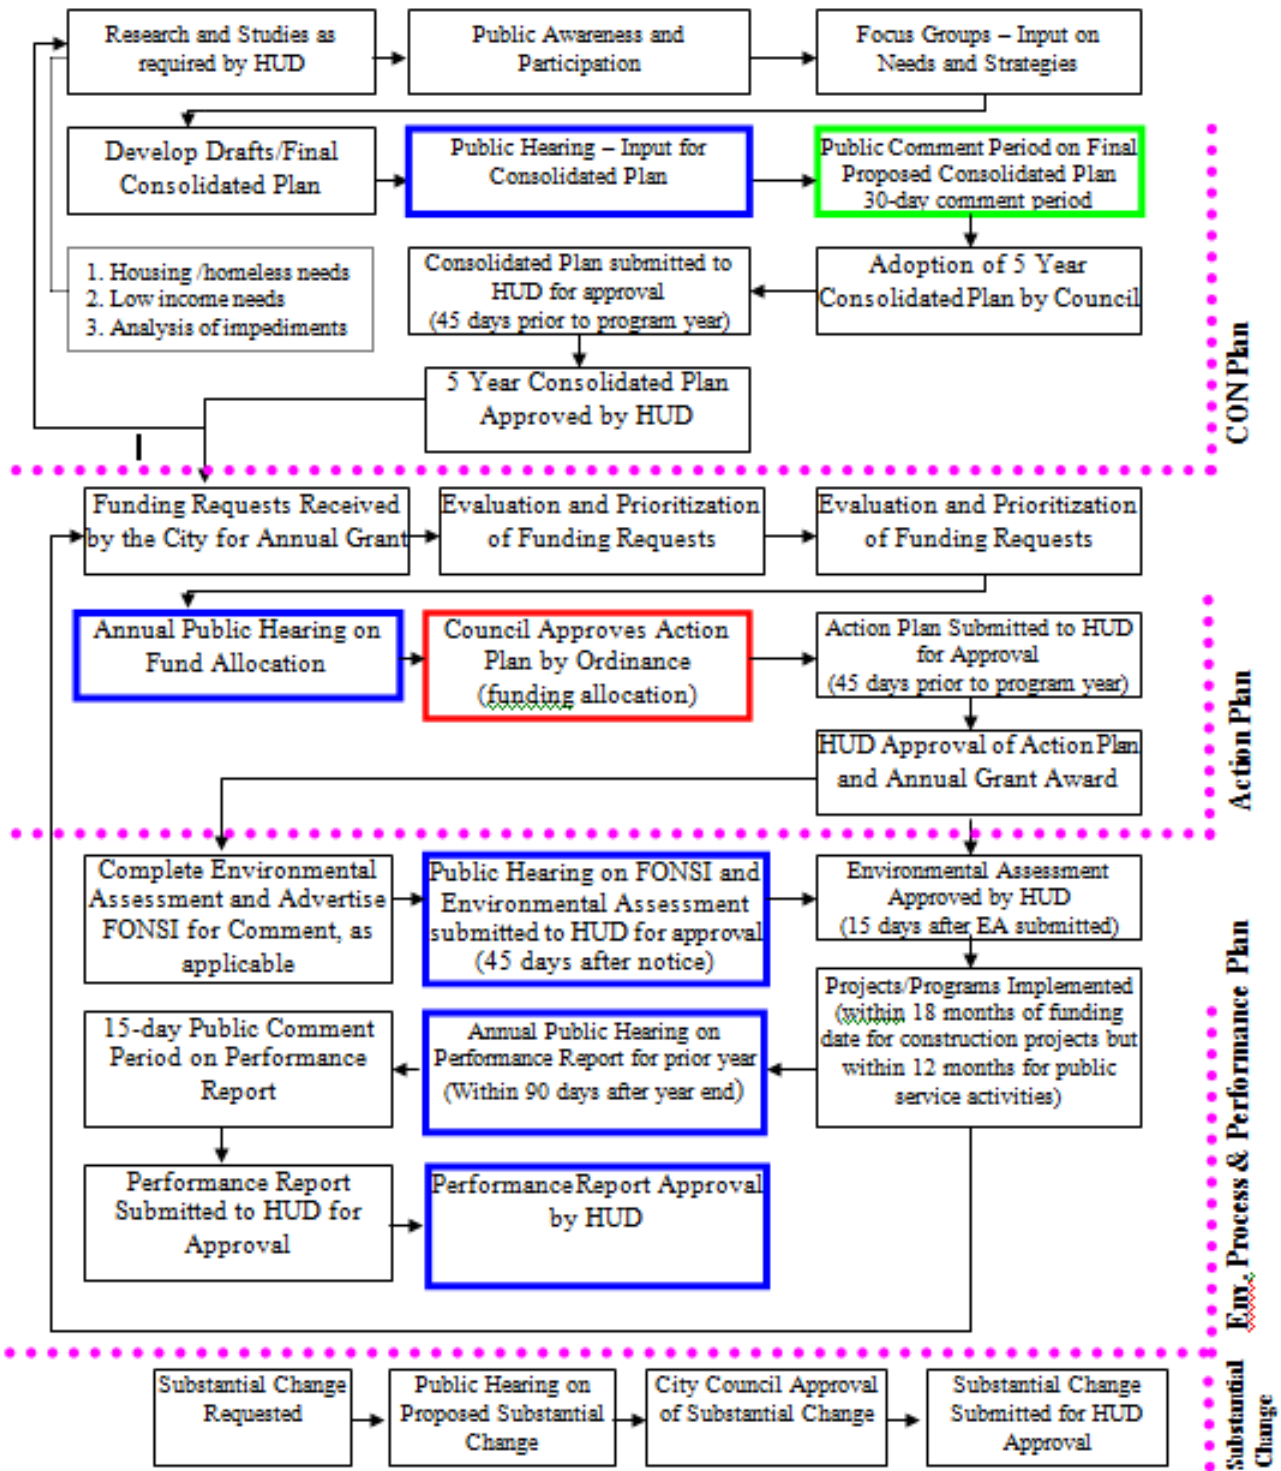 Research and Studies as
required by HUD
Public Awareness and
Participation
Focus Groups – Input on
Needs and Strategies
Develop Drafts/Final
Consolidated Plan
Public Hearing – Input for
Consolidated Plan
Public Comment Period on Final
Proposed Consolidated Plan
30-day comment period
1. Housing /homeless needs
2. Low income needs
3. Analysis of impediments
Consolidated Plan submitted to
HUD for approval
(45 days prior to program year)
Adoption of 5 Year
Consolidated Plan by Council
5 Year Consolidated Plan
Approved by HUD
CON Plan
Funding Requests Received
by the City for Annual Grant
Evaluation and Prioritization
of Funding Requests
Evaluation and Prioritization
of Funding Requests
Annual Public Hearing on
Fund Allocation
Council Approves Action
Plan by Ordinance
(funding allocation)
Action Plan Submitted to HUD
for Approval
(45 days prior to program year)
HUD Approval of Action Plan
and Annual Grant Award
Action Plan
Complete Environmental
Assessment and Advertise
FONSI for Comment, as
applicable
Public Hearing on FONSI and
Environmental Assessment
submitted to HUD for approval
(45 days after notice)
Environmental Assessment
Approved by HUD
(15 days after EA submitted)
Projects/Programs Implemented
(within 18 months of funding
date for construction projects but
within 12 months for public
service activities)
Annual Public Hearing on
Performance Report for prior year
(Within 90 days after year end)
15-day Public Comment
Period on Performance
Report
Performance Report
Submitted to HUD for
Approval
Performance Report Approval
by HUD
Env. Process & Performance Plan
Substantial Change
Requested
Public Hearing on
Proposed Substantial
Change
City Council Approval
of Substantial Change
Substantial Change
Submitted for HUD
Approval
Substantial
Change